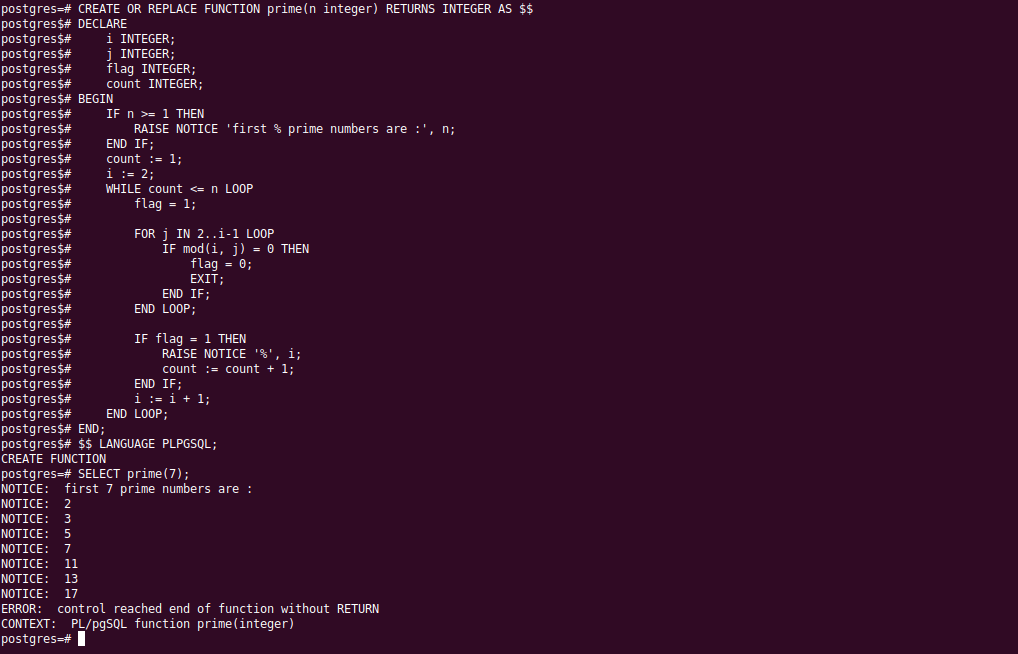 postgres=# CREATE OR REPLACE FUNCTION prime(n integer) RETURNS INTEGER AS $$
postgres$# DECLARE
postgres$#     i INTEGER;
postgres$#     j INTEGER;
postgres$#     flag INTEGER;
postgres$#     count INTEGER;
postgres$# BEGIN
postgres$#     IF n >= 1 THEN
postgres$#         RAISE NOTICE 'first % prime numbers are :', n;
postgres$#     END IF;
postgres$#     count := 1;
postgres$#     i := 2;
postgres$#     WHILE count <= n LOOP
postgres$#         flag = 1;
postgres$#
postgres$#         FOR j IN 2..i-1 LOOP
postgres$#             IF mod(i, j) = 0 THEN
postgres$#                 flag = 0;
postgres$#                 EXIT;
postgres$#             END IF;
postgres$#         END LOOP;
postgres$#
postgres$#         IF flag = 1 THEN
postgres$#             RAISE NOTICE '%', i;
postgres$#             count := count + 1;
postgres$#         END IF;
postgres$#         i := i + 1;
postgres$#     END LOOP;
postgres$# END;
postgres$# $$ LANGUAGE PLPGSQL;
CREATE FUNCTION
postgres=# SELECT prime(7);
NOTICE:  first 7 prime numbers are :
NOTICE:  2
NOTICE:  3
NOTICE:  5
NOTICE:  7
NOTICE:  11
NOTICE:  13
NOTICE:  17
ERROR:  control reached end of function without RETURN
CONTEXT:  PL/pgSQL function prime(integer)
postgres=#